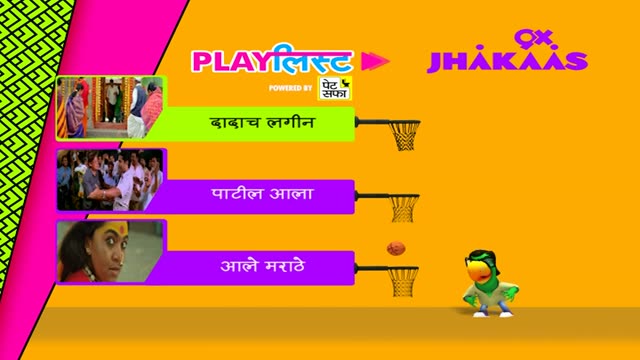 PLAYलिस्ट
9X
JHAKAAS
POWERED BY पेट सफा
दादाच लगीन
पाटील आला
आले मराठे